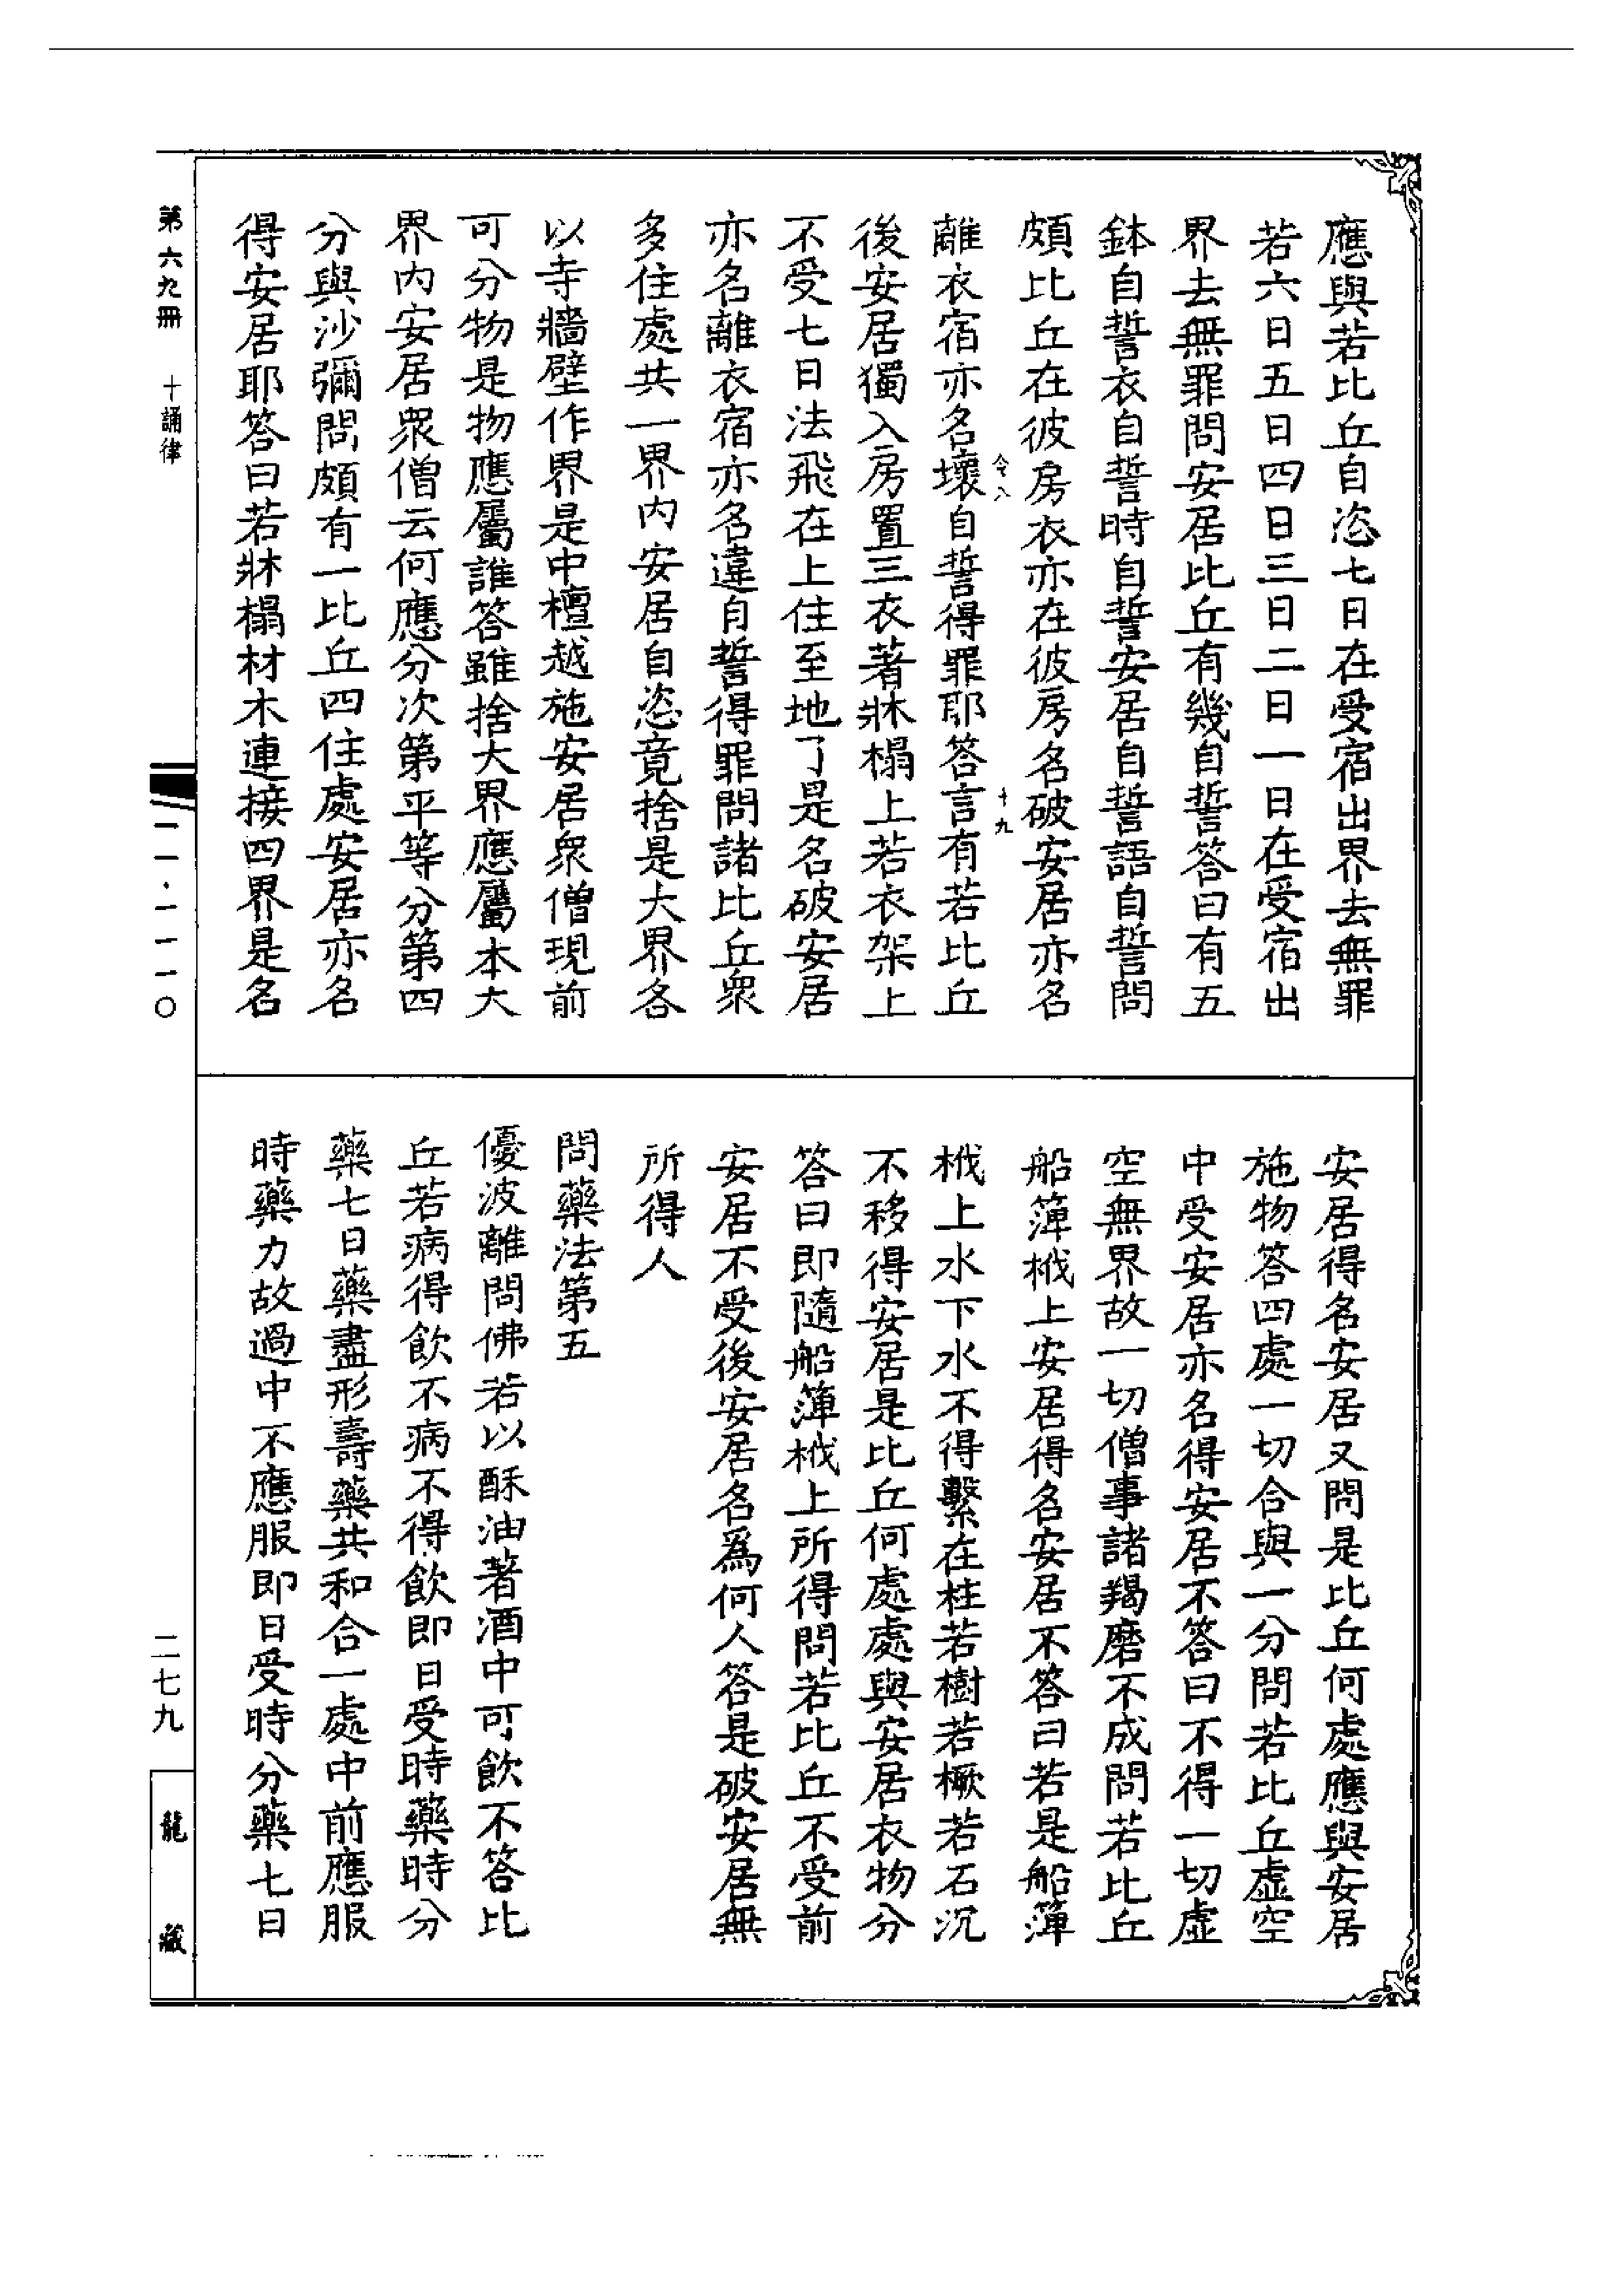 應與若比丘自恣七日在受宿出界去無罪
若六日五日四日三日二日一日在受宿出
界去無罪問安居比丘有幾自誓答曰有五
鉢自誓衣自誓時自誓安居自誓語自誓問
頗比丘在彼房衣亦在彼房名破安居亦名
離衣宿亦名壞自誓得罪耶答言有若比丘
後安居獨入房置三衣著牀榻上若衣架上
不受七日法飛在上住至地了是名破安居
亦名離衣宿亦名違自誓得罪問諸比丘衆
多住處共一界内安居自恣竟捨是大界各
以寺牆壁作界是中檀越施安居衆僧現前
可分物是物應屬誰答雖捨大界應屬本大
界内安居衆僧云何應分次第平等分第四
分與沙彌問頗有一比丘四住處安居亦名
得安居耶答曰若牀榻材木連接四界是名
安居得名安居又問是比丘何處應與安居
施物答四處一切合與一分問若比丘虛空
中受安居亦名得安居不答曰不得一切虛
空無界故一切僧事諸羯磨不成問若比丘
船簰栰上安居得名安居不答曰若是船簰
栰上水下水不得繫在柱若樹若橛若石沉
不移得安居是比丘何處處與安居衣物分
答曰即隨船簰栰上所得問若比丘不受前
安居不受後安居名爲何人答是破安居無
所得人
問藥法第五
優波離問佛若以酥油著酒中可飲不答比
丘若病得飲不病不得飲即日受時藥時分
藥七日藥盡形壽藥共和合一處中前應服
時藥力故過中不應服即日受時分藥七日
第六九冊 十誦律
一一·一一一〇
二七九
龍藏